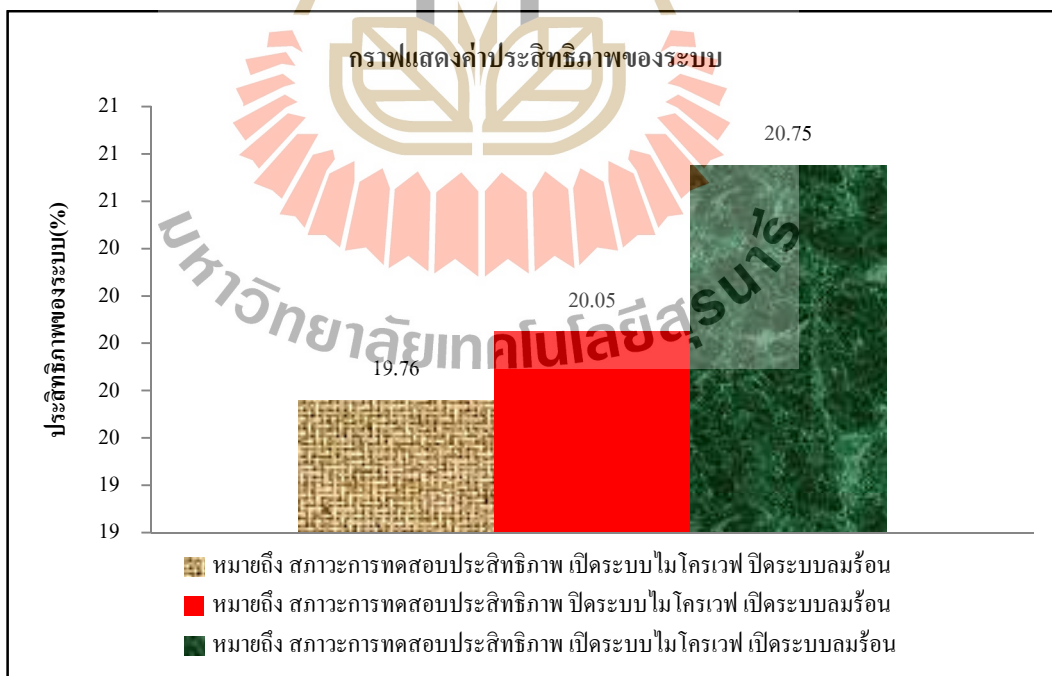 กราฟแสดงค่าประสิทธิภาพของระบบ
21
21
21
20
20
20
20
20
19
19
ประสิทธิภาพของระบบ(%)
19.76
20.05
20.75
มหาวิทยาลัยเทคโนโลยีสุรนารี
หมายถึง สภาวะการทดสอบประสิทธิภาพ เปิดระบบไมโครเวฟ ปิดระบบลมร้อน
หมายถึง สภาวะการทดสอบประสิทธิภาพ ปิดระบบไมโครเวฟ เปิดระบบลมร้อน
หมายถึง สภาวะการทดสอบประสิทธิภาพ เปิดระบบไมโครเวฟ เปิดระบบลมร้อน